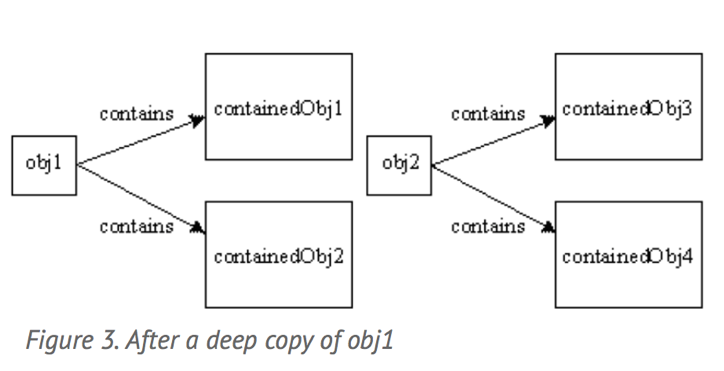 contains
containedObj1
obj1
contains
containedObj2
contains
containedObj3
obj2
contains
containedObj4
Figure 3. After a deep copy of obj1